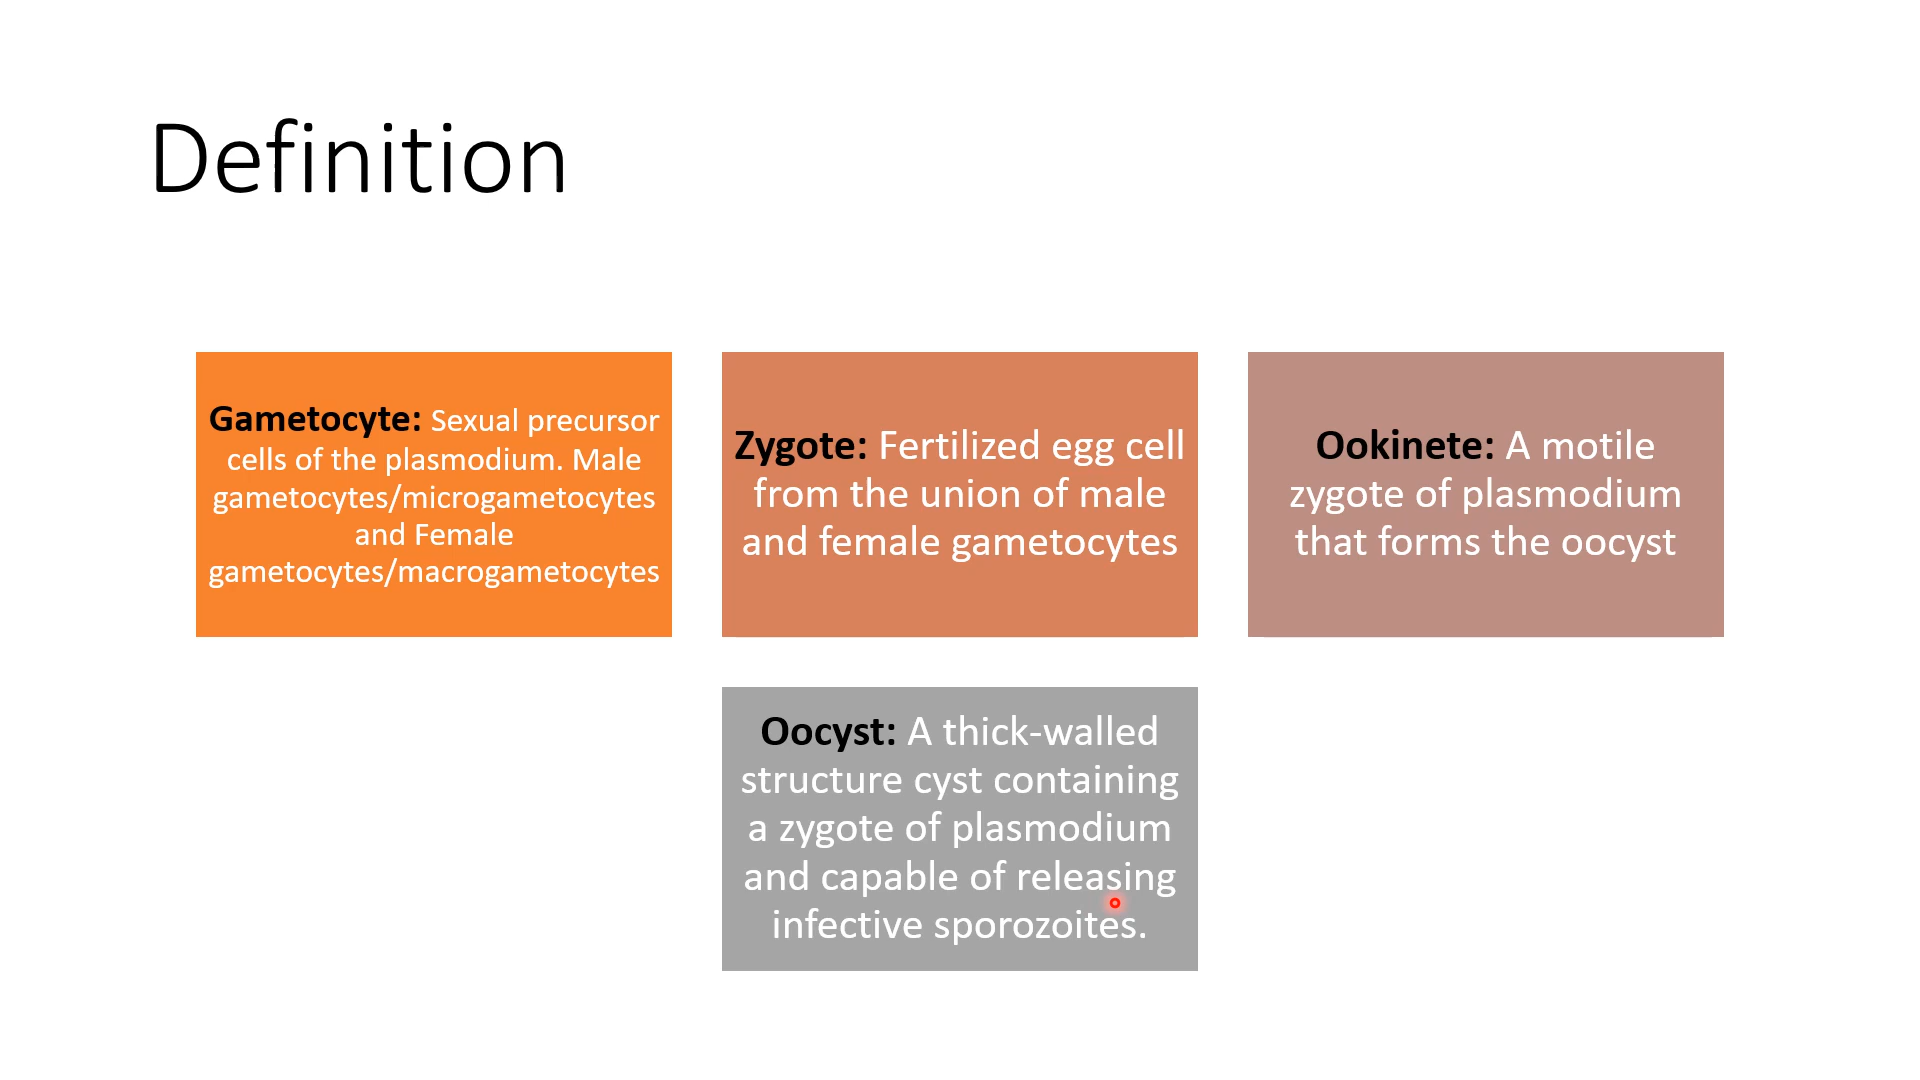 Definition
Gametocyte: Sexual precursor
cells of the plasmodium. Male
gametocytes/microgametocytes
and Female
gametocytes/macrogametocytes
Zygote: Fertilized egg cell
from the union of male
and female gametocytes
Ookinete: A motile
zygote of plasmodium
that forms the oocyst
Oocyst: A thick-walled
structure cyst containing
a zygote of plasmodium
and capable of releasing
infective sporozoites.